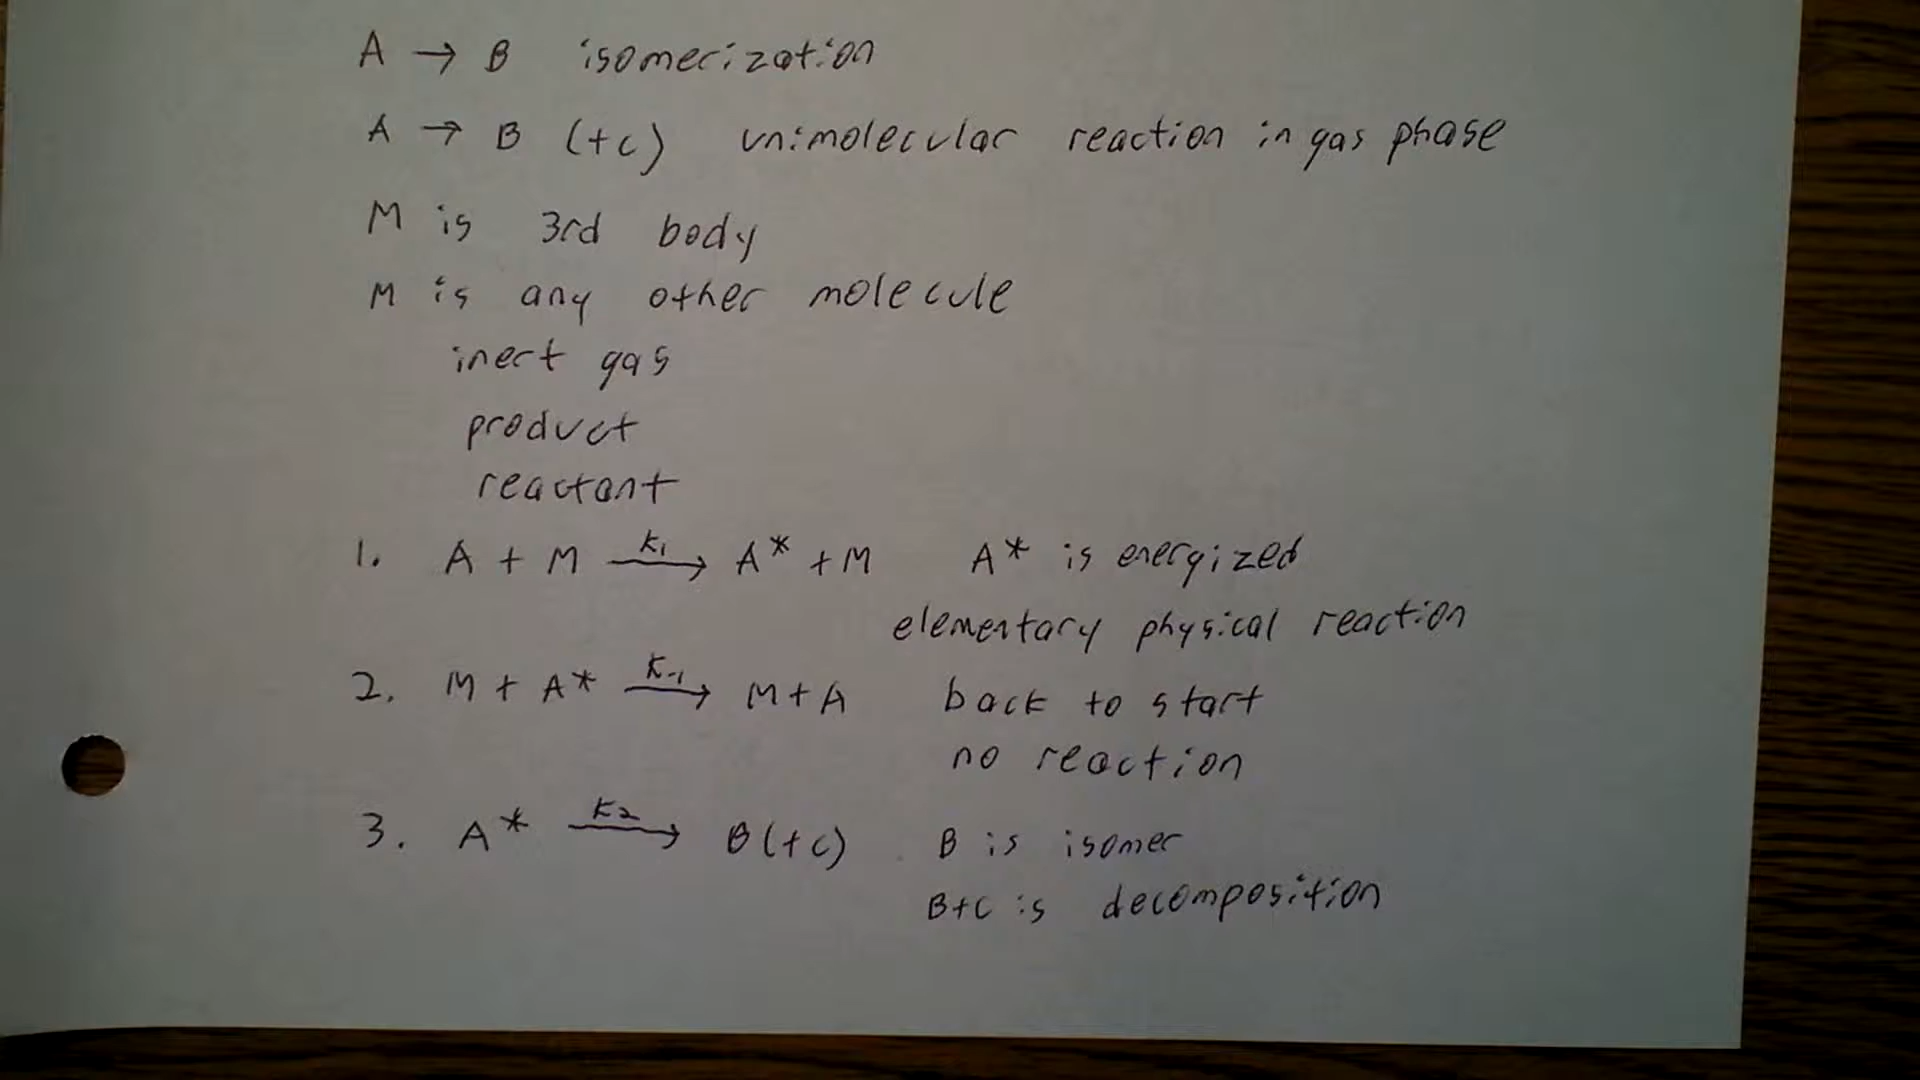 A → B isomerization
A → B (+C) unimolecular reaction in gas phase
M is 3rd body
M is any other molecule
inert gas
product
reactant
1. A + M —k₁→ A* + M A* is energized
elementary physical reaction
2. M + A* —k₋₁→ M + A back to start
no reaction
3. A* —k₂→ B(+C) B is isomer
B+C is decomposition